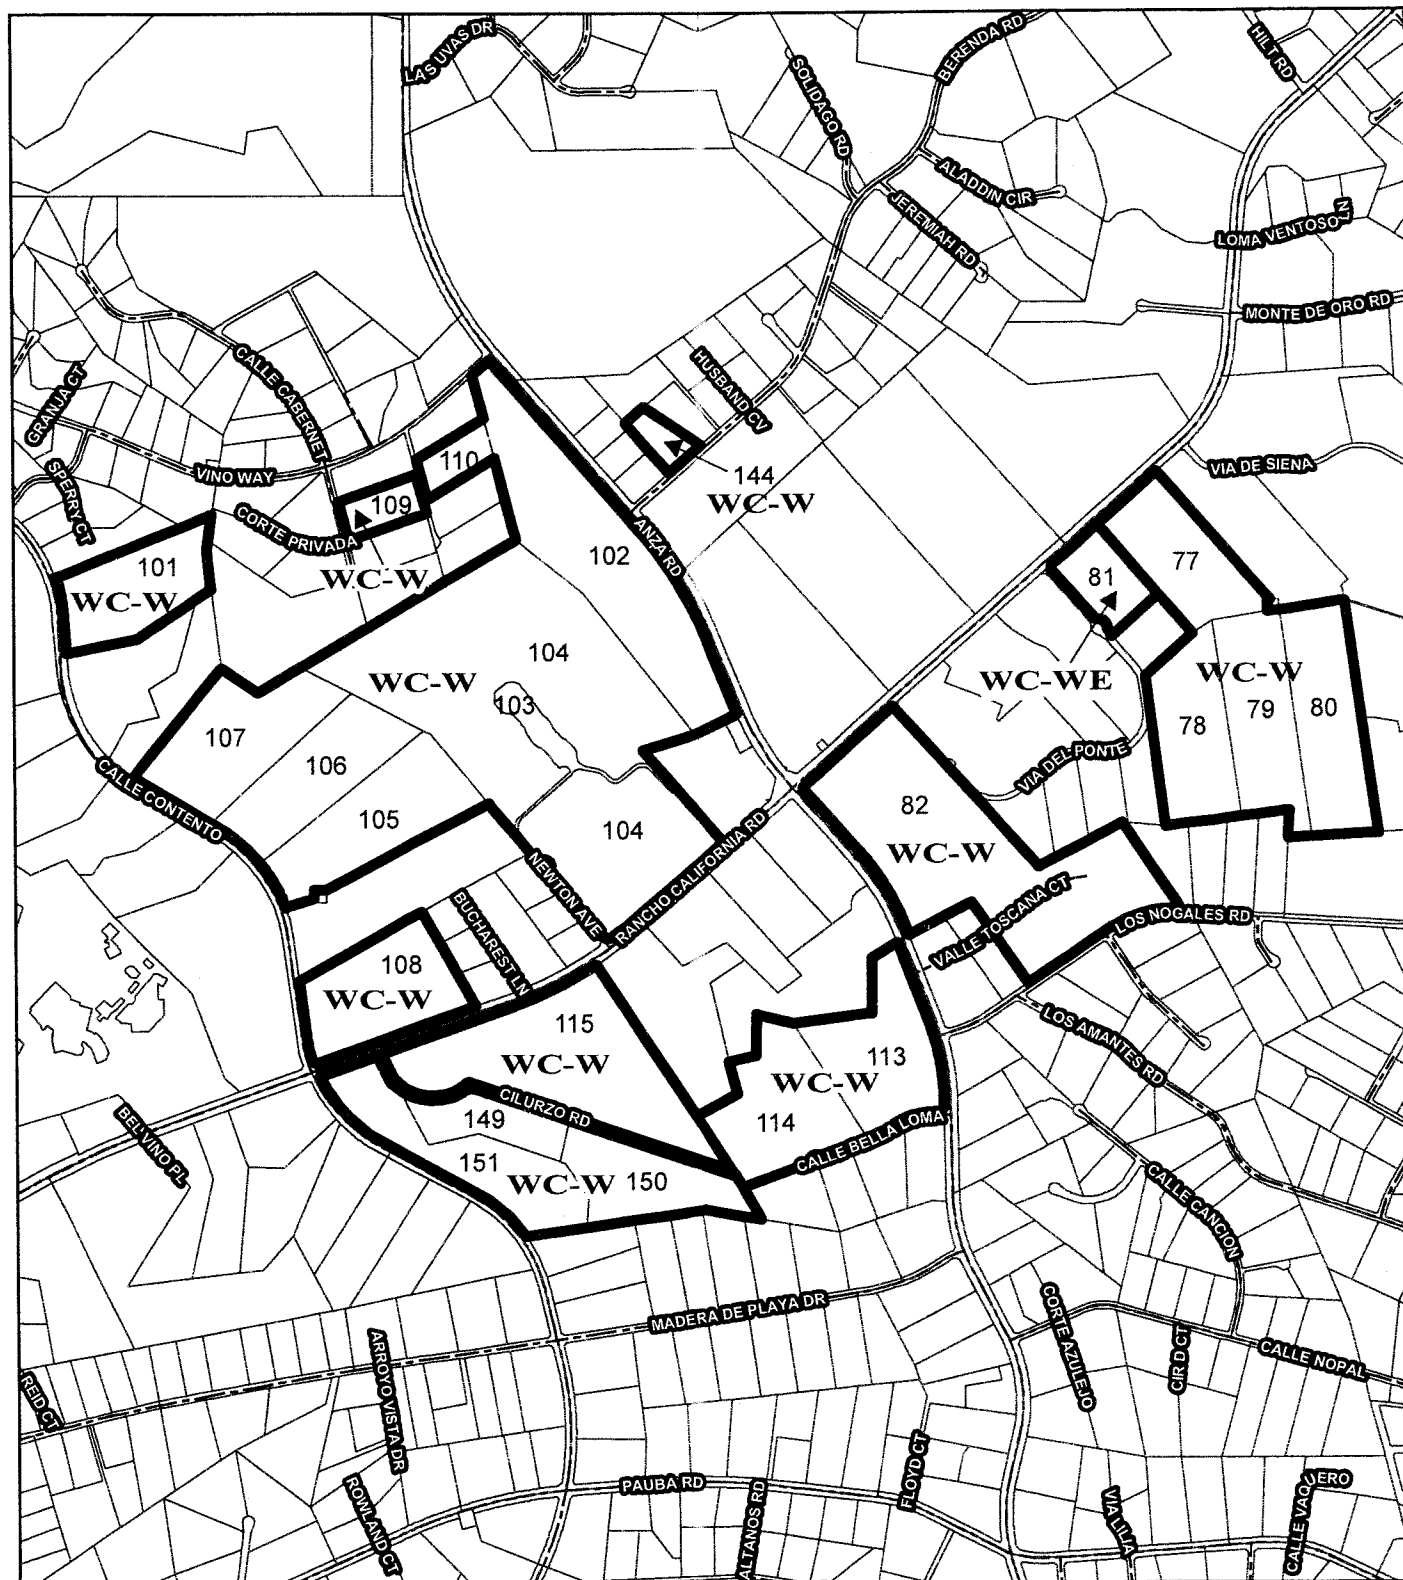 LAS UVAS DR
BERENDA RD
HILT RD
SOLIDAGO RD
ALADDIN CIR
JEREMIAH RD
LOMA VENTOSO LN
MONTE DE ORO RD
CALLE CABERNET
GRANJA CT
HUSBAND CV
VINO WAY
SPERRY CT
110
109
144
WC-W
VIA DE SIENA
CORTE PRIVADA
ANZA RD
102
77
101
WC-W
WC-W
81
104
WC-W
103
WC-WE
WC-W
78
79
80
107
106
VIA DEL PONTE
CALLE CONTENTO
105
104
82
WC-W
NEWTON AVE
RANCHO CALIFORNIA RD
BUCHAREST LN
VALLE TOSCANA CT
LOS NOGALES RD
108
WC-W
115
WC-W
LOS AMANTES RD
113
WC-W
114
CILURZO RD
149
BELVINO PL
CALLE BELLA LOMA
151
WC-W
150
CALLE CANCION
MADERA DE PLAYA DR
CORTE AZULEJO
CIR D CT
CALLE NOPAL
ARROYO VISTA DR
REID CT
ROWLAND CT
PAUBA RD
ALTANOS RD
FLOYD CT
VIA LILIA
CALLE VAQUERO